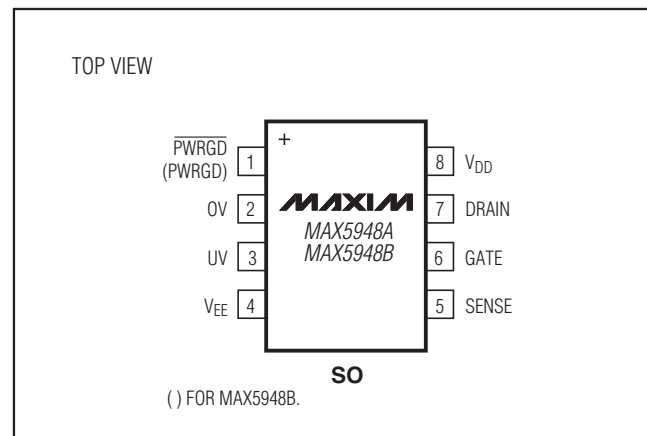 TOP VIEW
+
PWRGD
(PWRGD) 1
OV 2
UV 3
VEE 4
MAXIM
MAX5948A
MAX5948B
8 VDD
7 DRAIN
6 GATE
5 SENSE
SO
( ) FOR MAX5948B.